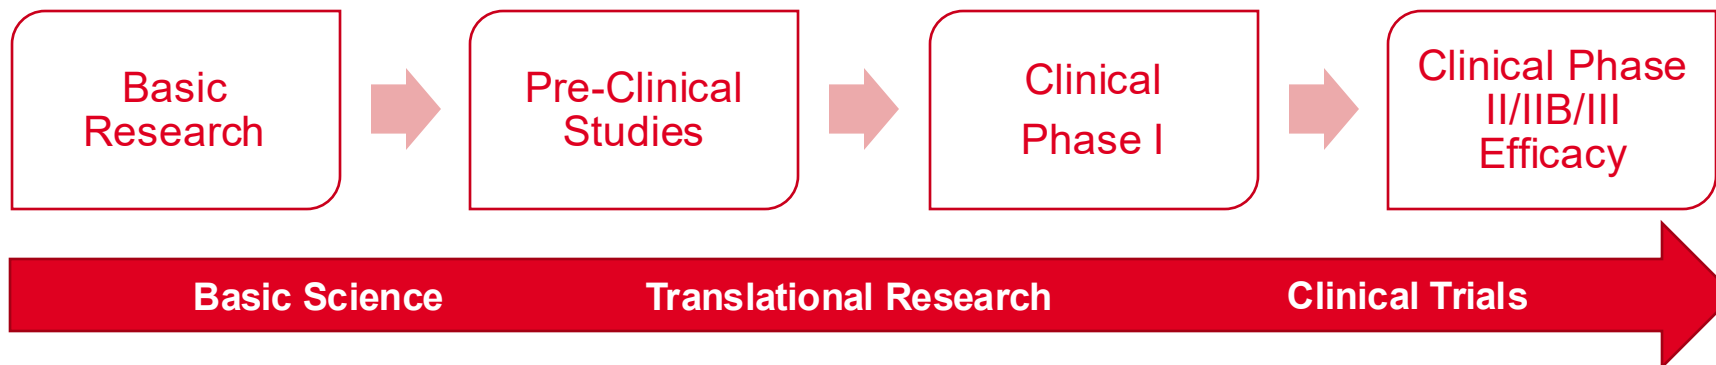 Basic
Research
Pre-Clinical
Studies
Clinical
Phase I
Clinical Phase
II/IIB/III
Efficacy
Basic Science
Translational Research
Clinical Trials